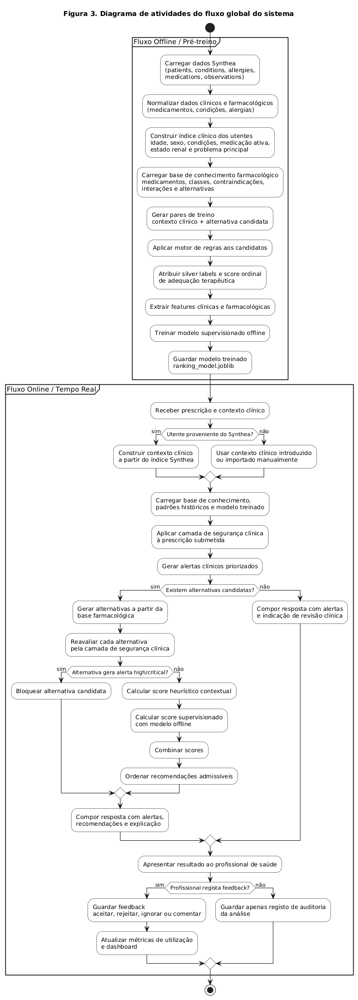 Figura 3. Diagrama de atividades do fluxo global do sistema
Fluxo Offline / Pré-treino
Carregar dados Synthea
(patients, conditions, allergies,
medications, observations)
Normalizar dados clínicos e farmacológicos
(medicamentos, condições, alergias)
Construir índice clínico dos utentes
idade, sexo, condições, medicação ativa,
estado renal e problema principal
Carregar base de conhecimento farmacológico
medicamentos, classes, contraindicações,
interações e alternativas
Gerar pares de treino
contexto clínico + alternativa candidata
Aplicar motor de regras aos candidatos
Atribuir silver labels e score ordinal
de adequação terapêutica
Extrair features clínicas e farmacológicas
Treinar modelo supervisionado offline
Guardar modelo treinado
ranking_model.joblib
Fluxo Online / Tempo Real
Receber prescrição e contexto clínico
sim
Utente proveniente do Synthea?
não
Construir contexto clínico
a partir do índice Synthea
Usar contexto clínico introduzido
ou importado manualmente
Carregar base de conhecimento,
padrões históricos e modelo treinado
Aplicar camada de segurança clínica
à prescrição submetida
Gerar alertas clínicos priorizados
sim
Existem alternativas candidatas?
não
Gerar alternativas a partir da
base farmacológica
Compor resposta com alertas
e indicação de revisão clínica
Reavaliar cada alternativa
pela camada de segurança clínica
sim
Alternativa gera alerta high/critical?
não
Bloquear alternativa candidata
Calcular score heurístico contextual
Calcular score supervisionado
com modelo offline
Combinar scores
Ordenar recomendações admissíveis
Compor resposta com alertas,
recomendações e explicação
Apresentar resultado ao profissional de saúde
sim
Profissional regista feedback?
não
Guardar feedback
aceitar, rejeitar, ignorar ou comentar
Guardar apenas registo de auditoria
da análise
Atualizar métricas de utilização
e dashboard